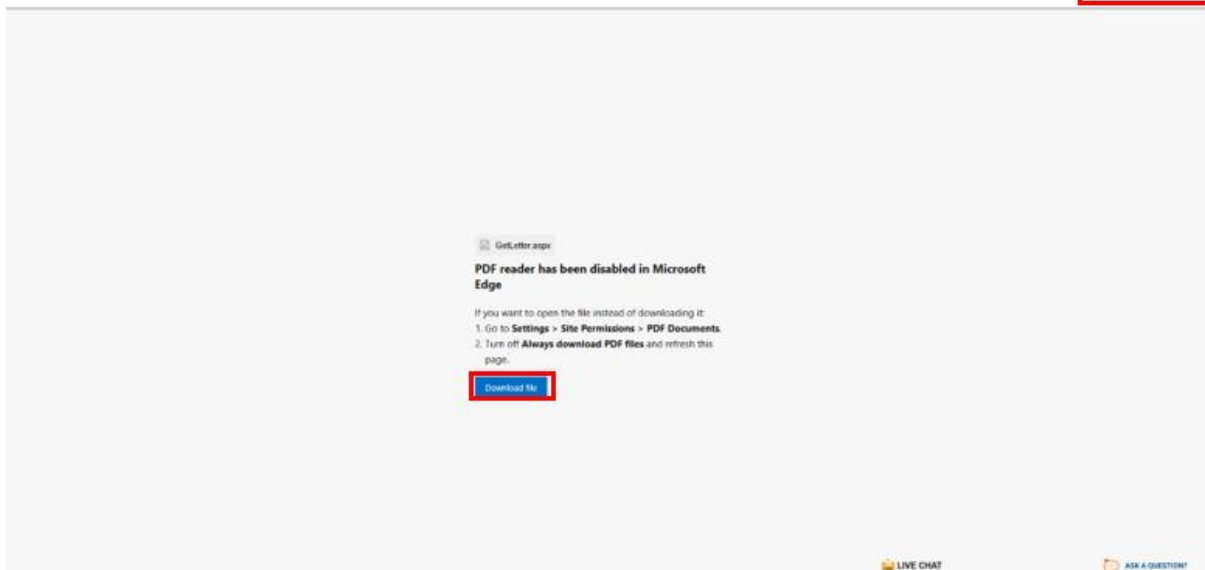 GetLetter.aspx
PDF reader has been disabled in Microsoft
Edge
If you want to open the file instead of downloading it:
1. Go to Settings > Site Permissions > PDF Documents.
2. Turn off Always download PDF files and refresh this
page.
Download file
LIVE CHAT
ASK A QUESTION?